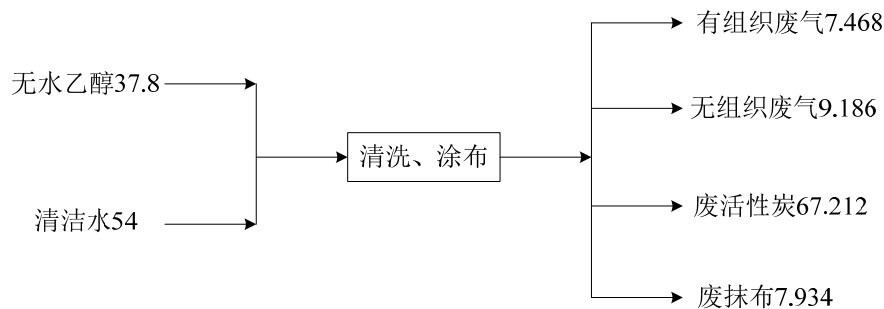 无水乙醇37.8
清洁水54
清洗、涂布
有组织废气7.468
无组织废气9.186
废活性炭67.212
废抹布7.934